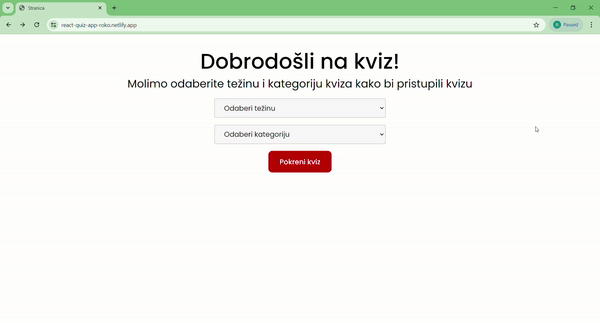 Stranica
react-quiz-app-roko.netlify.app
Dobrodošli na kviz!
Molimo odaberite težinu i kategoriju kviza kako bi pristupili kvizu
Odaberi težinu
Odaberi kategoriju
Pokreni kviz